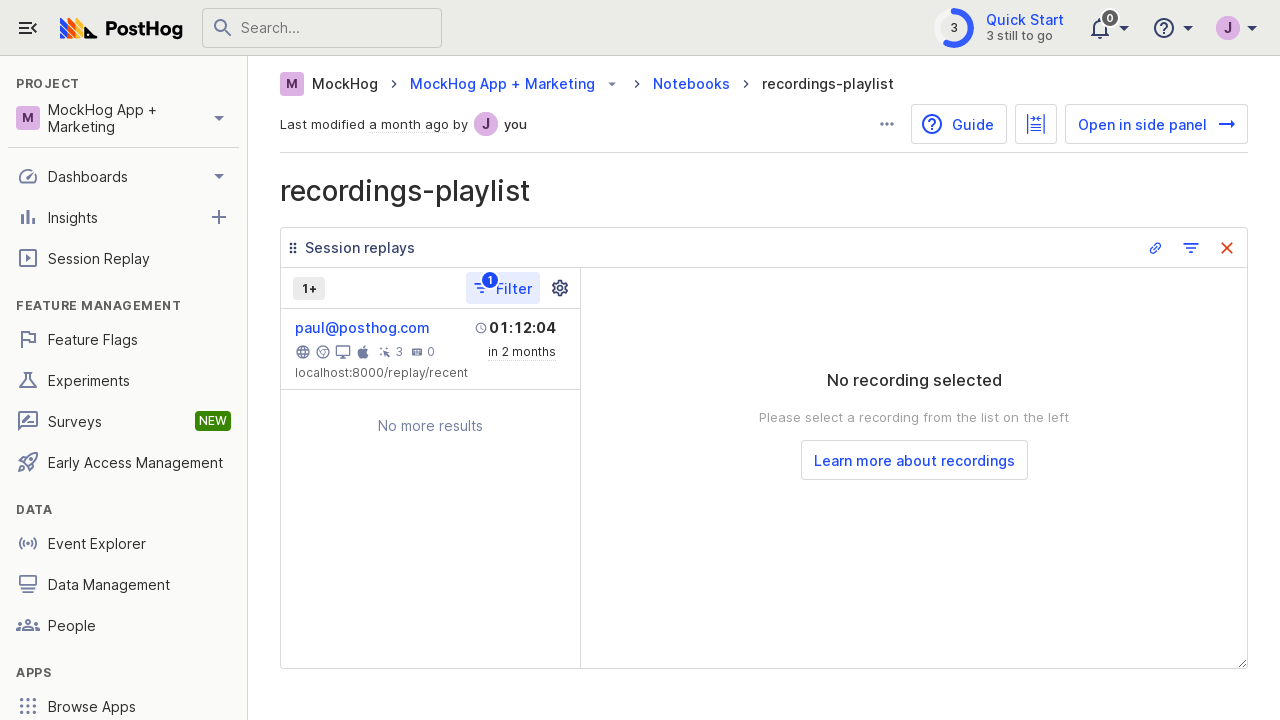 PostHog
Search...
3
Quick Start
3 still to go
0
J
PROJECT
M
MockHog App +
Marketing
Dashboards
Insights
Session Replay
FEATURE MANAGEMENT
Feature Flags
Experiments
Surveys
NEW
Early Access Management
DATA
Event Explorer
Data Management
People
APPS
Browse Apps
M MockHog
MockHog App + Marketing
Notebooks
recordings-playlist
Last modified a month ago by J you
Guide
Open in side panel
recordings-playlist
Session replays
1+
1
Filter
paul@posthog.com
01:12:04
3
0
in 2 months
localhost:8000/replay/recent
No more results
No recording selected
Please select a recording from the list on the left
Learn more about recordings